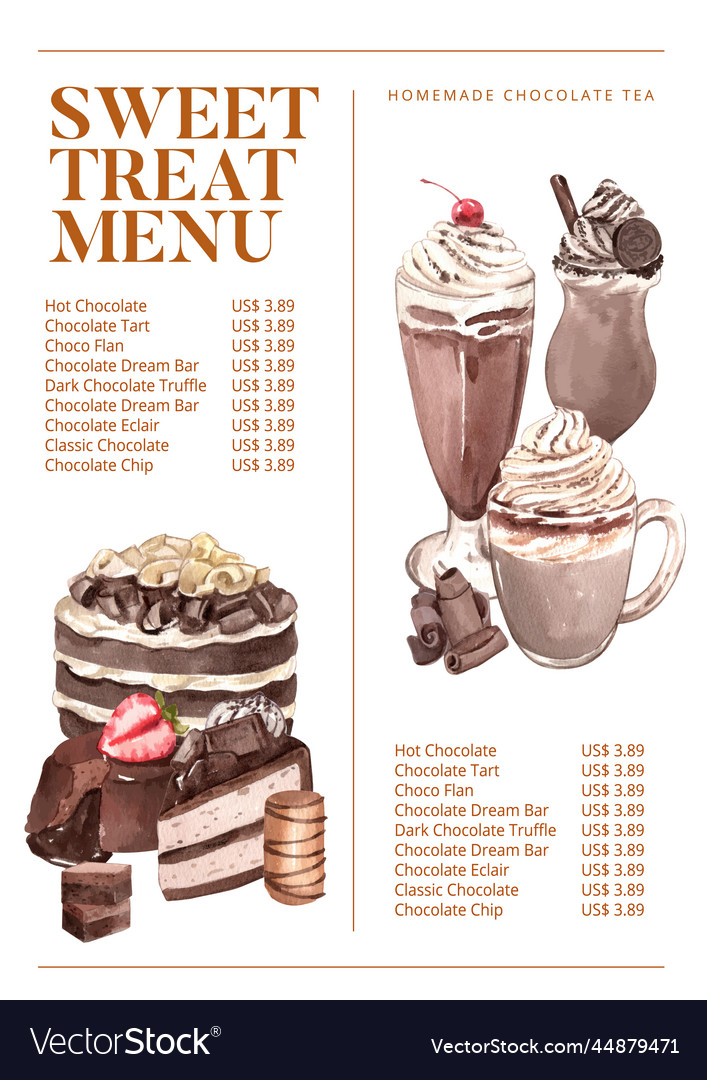 SWEET
TREAT
MENU
Hot Chocolate US$ 3.89
Chocolate Tart US$ 3.89
Choco Flan US$ 3.89
Chocolate Dream Bar US$ 3.89
Dark Chocolate Truffle US$ 3.89
Chocolate Dream Bar US$ 3.89
Chocolate Eclair US$ 3.89
Classic Chocolate US$ 3.89
Chocolate Chip US$ 3.89
HOMEMADE CHOCOLATE TEA
Hot Chocolate US$ 3.89
Chocolate Tart US$ 3.89
Choco Flan US$ 3.89
Chocolate Dream Bar US$ 3.89
Dark Chocolate Truffle US$ 3.89
Chocolate Dream Bar US$ 3.89
Chocolate Eclair US$ 3.89
Classic Chocolate US$ 3.89
Chocolate Chip US$ 3.89
VectorStock® VectorStock.com/44879471